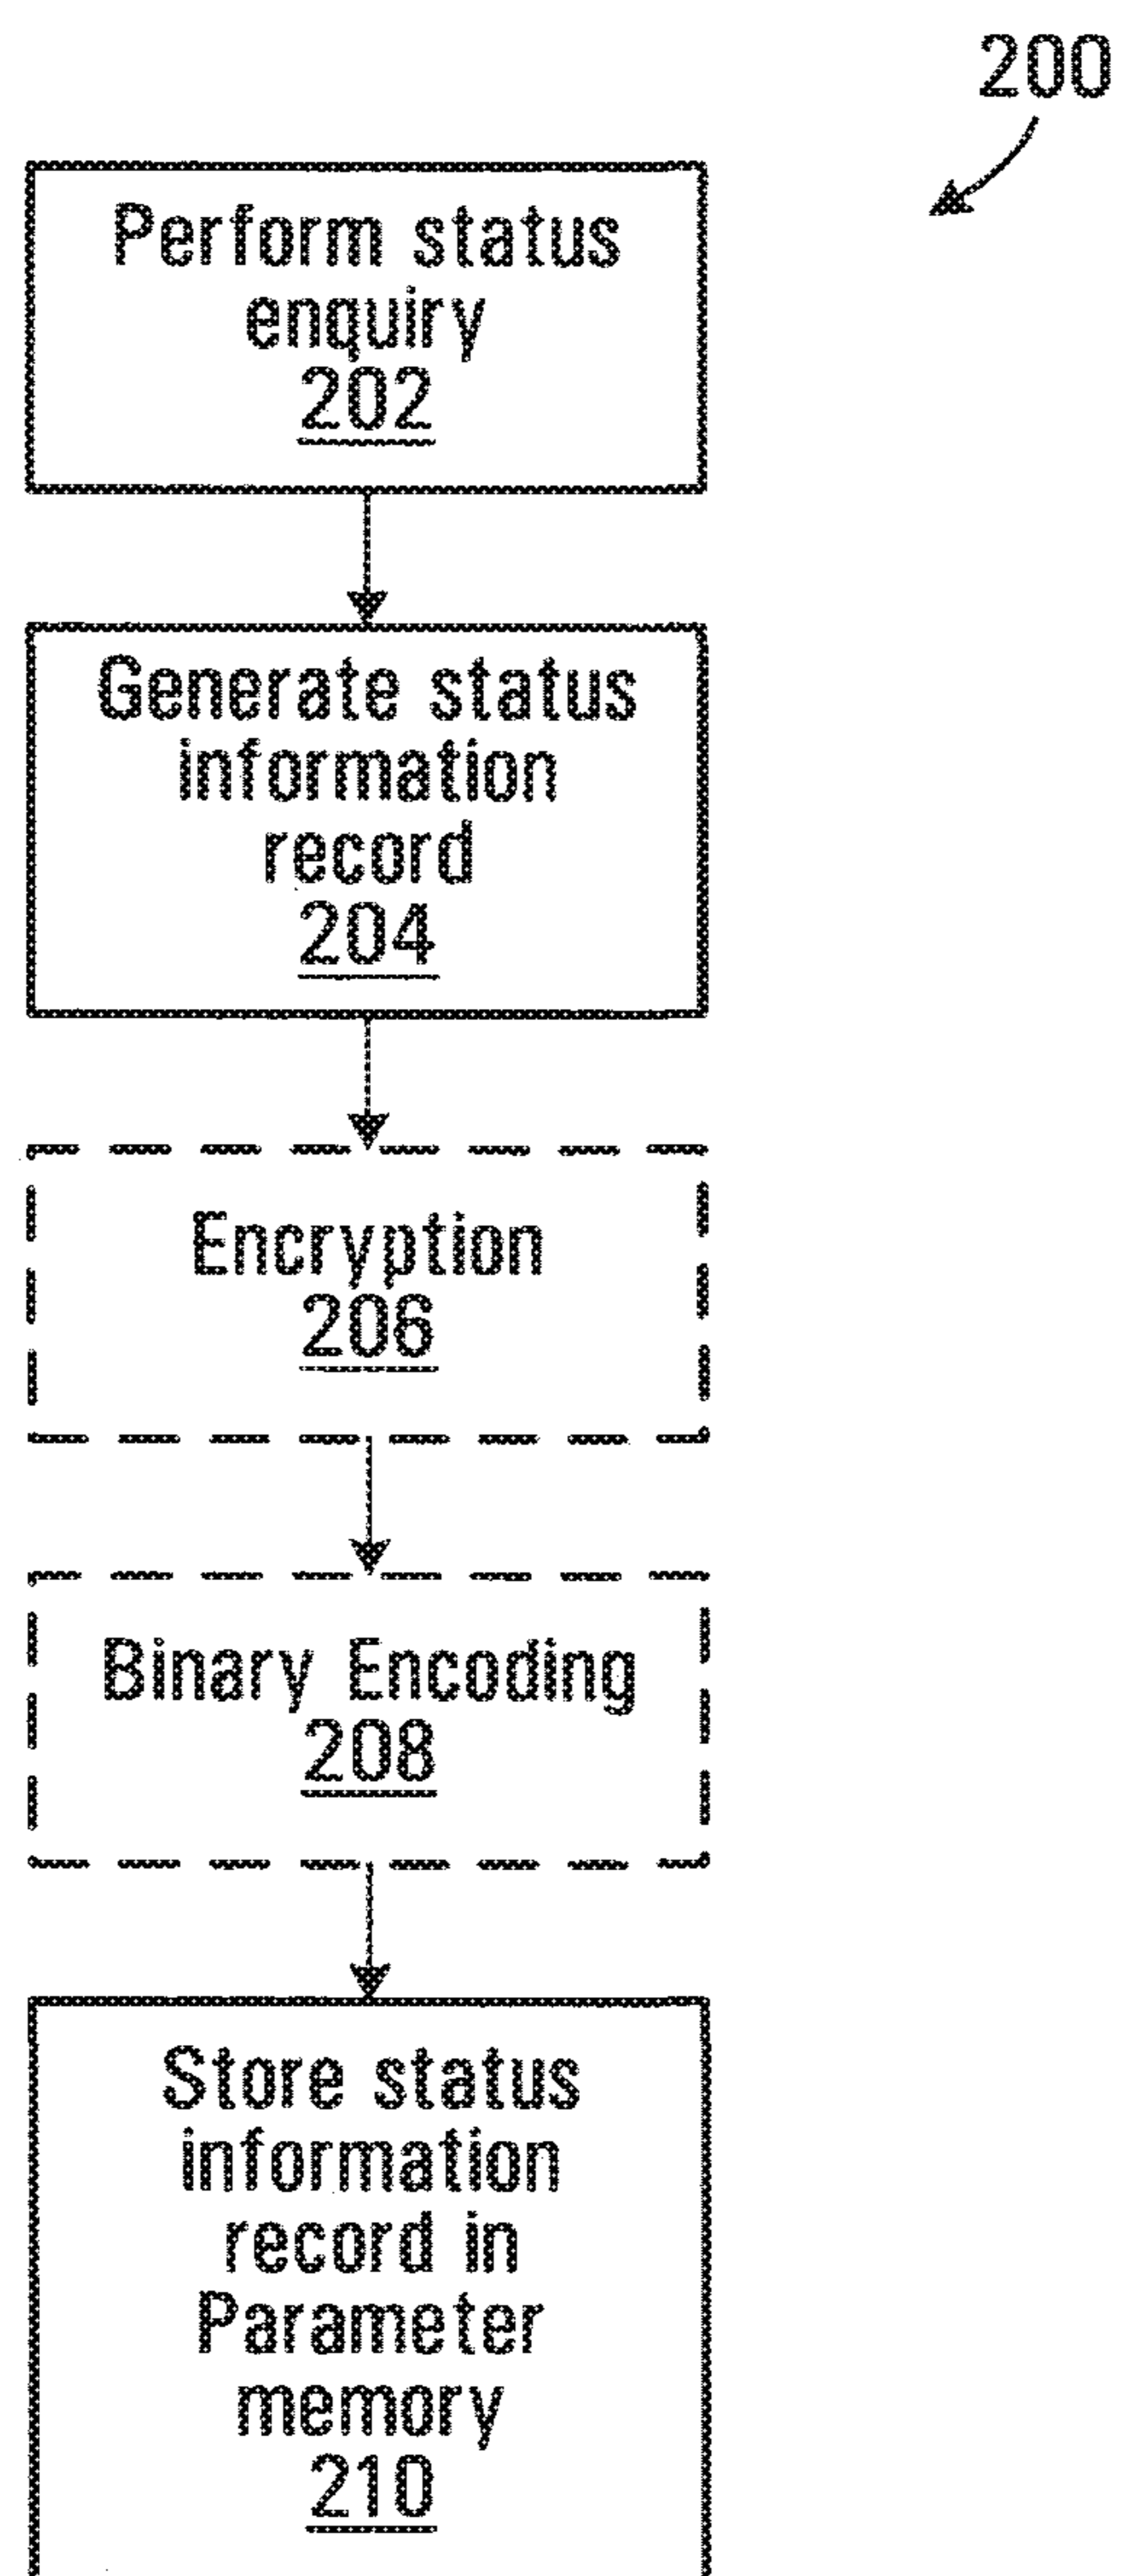 200
Perform status
enquiry
202
Generate status
information
record
204
Encryption
206
Binary Encoding
208
Store status
information
record in
Parameter
memory
210